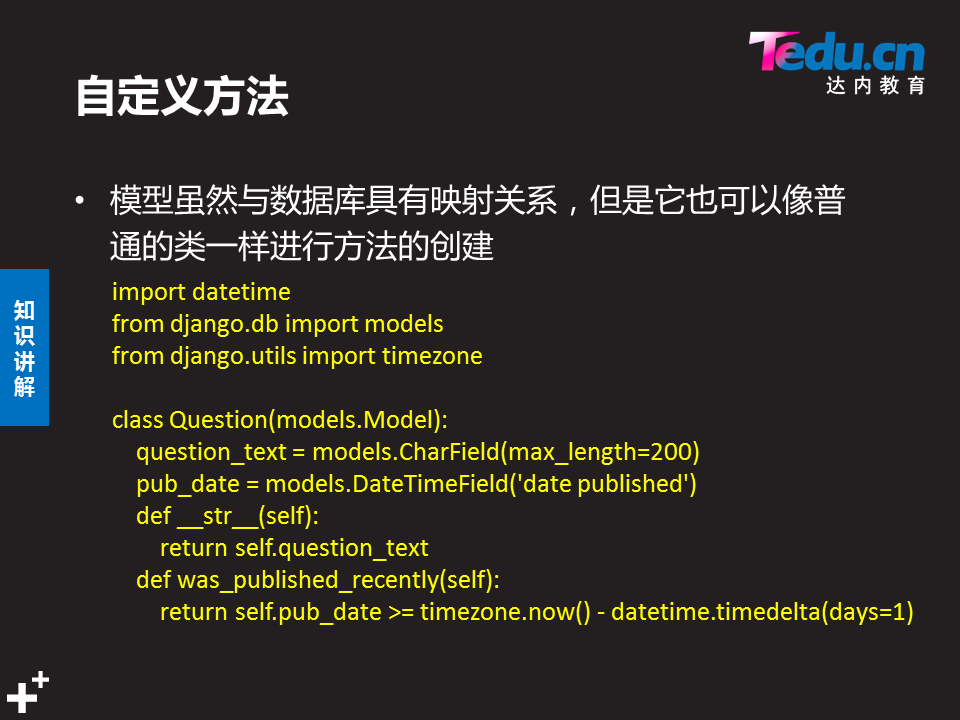 Tedu.cn
达内教育
自定义方法
• 模型虽然与数据库具有映射关系，但是它也可以像普
通的类一样进行方法的创建
import datetime
from django.db import models
from django.utils import timezone
class Question(models.Model):
question_text = models.CharField(max_length=200)
pub_date = models.DateTimeField('date published')
def __str__(self):
return self.question_text
def was_published_recently(self):
return self.pub_date >= timezone.now() - datetime.timedelta(days=1)
知
识
讲
解